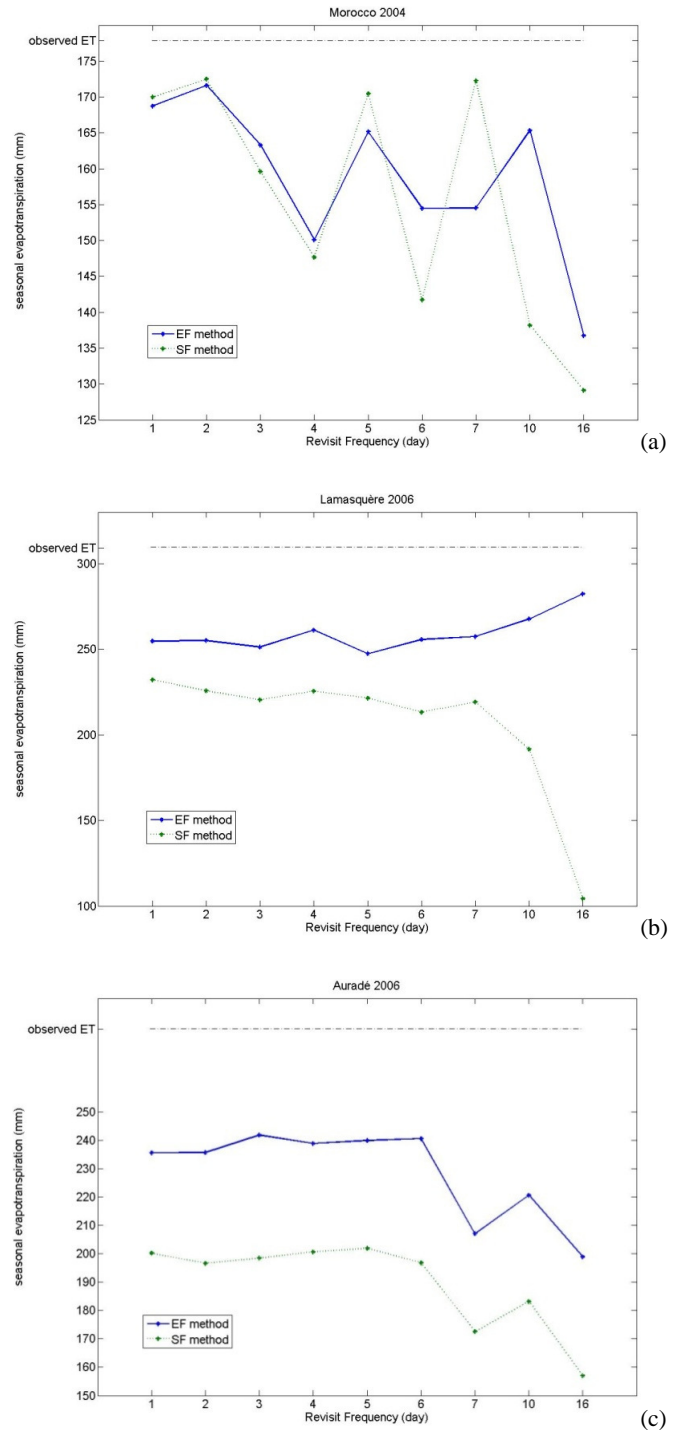 Morocco 2004
observed ET
175
170
165
160
155
150
145
140
135
130
125
seasonal evapotranspiration (mm)
EF method
SF method
1 2 3 4 5 6 7 10 16
Revisit Frequency (day)
(a)
Lamasquère 2006
observed ET
300
250
200
150
100
seasonal evapotranspiration (mm)
EF method
SF method
1 2 3 4 5 6 7 10 16
Revisit Frequency (day)
(b)
Auradé 2006
observed ET
250
240
230
220
210
200
190
180
170
160
150
seasonal evapotranspiration (mm)
EF method
SF method
1 2 3 4 5 6 7 10 16
Revisit Frequency (day)
(c)